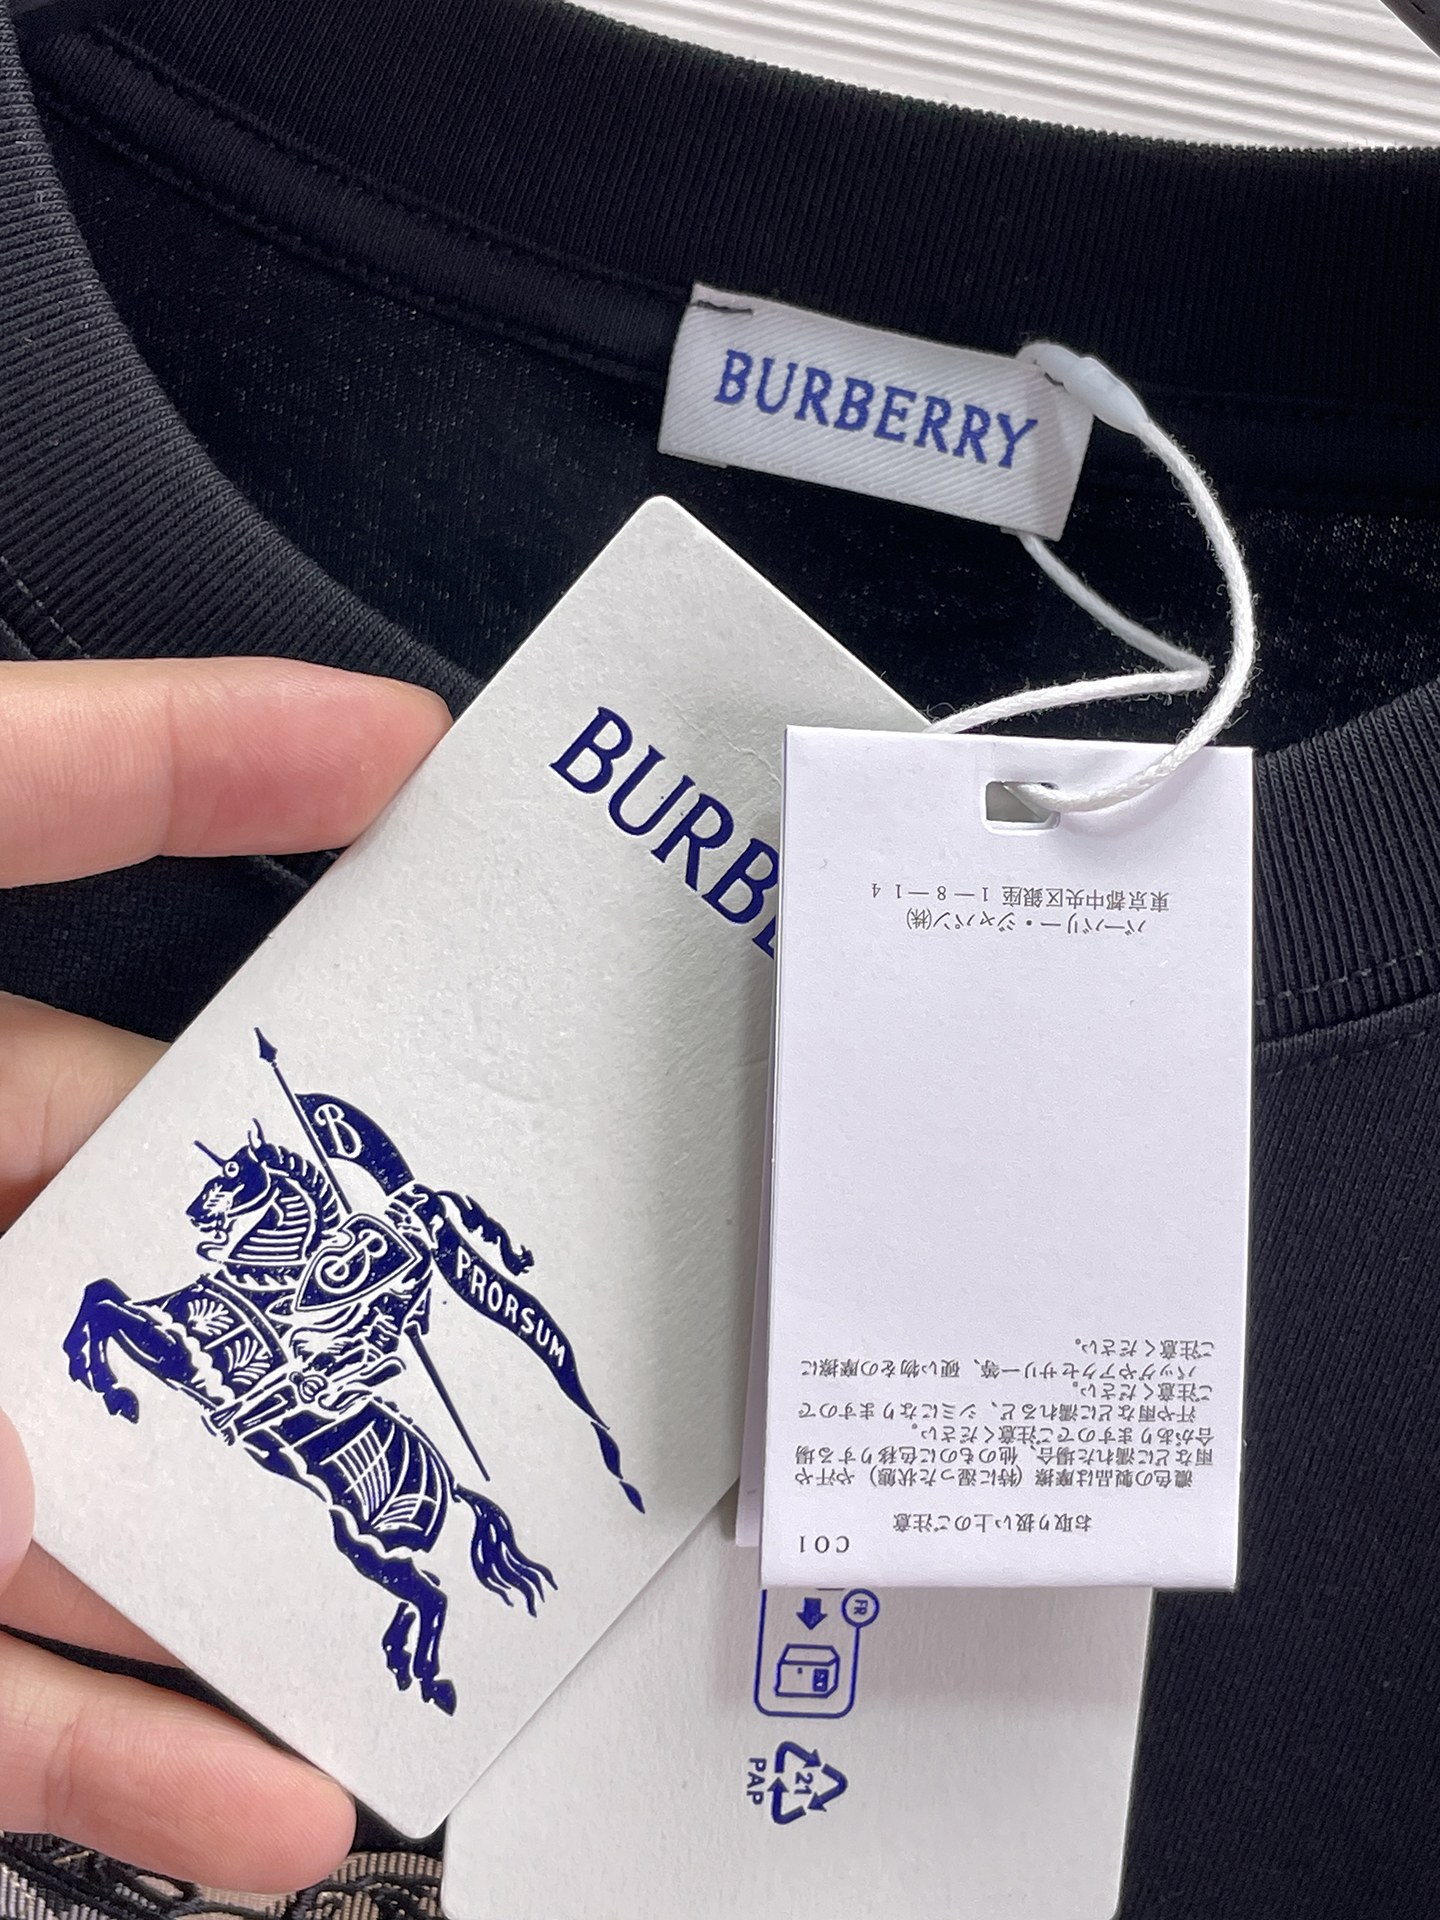 BURBERRY
BURBE
B
B
PRORSUM
C01
お取り扱い上のご注意
濃色の製品は摩擦（特に湿った状態）や汗や
雨などに濡れた場合、他のものに色移りする場
合がありますのでご注意ください。
汗や雨などに濡れると、シミになりますので
ご注意ください。
バッグやアクセサリー等、硬い物をの摩擦に
ご注意ください。
バーバリー・ジャパン㈱
東京都中央区銀座 1－8－14
FR
21
PAP